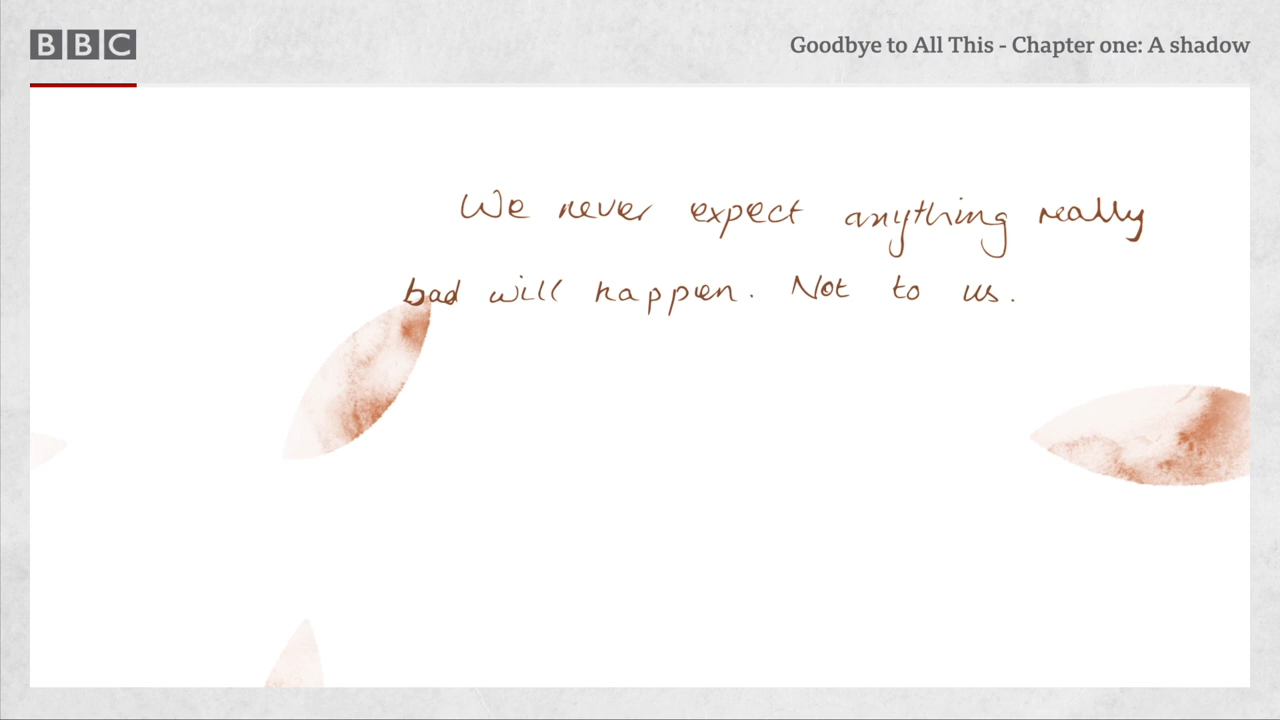 BBC
Goodbye to All This - Chapter one: A shadow
We never expect anything really
bad will happen. Not to us.